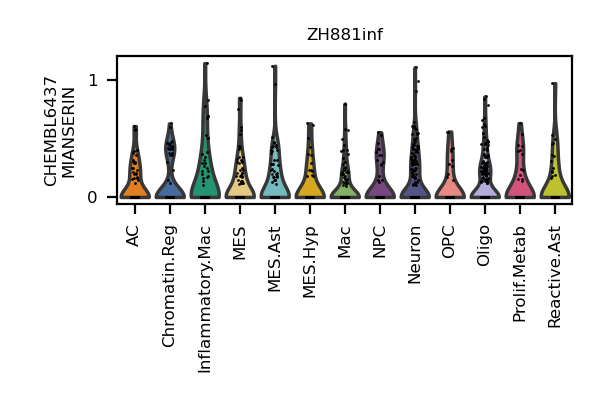 ZH881inf
CHEMBL6437
MIANSERIN
1
0
AC
Chromatin.Reg
Inflammatory.Mac
MES
MES.Ast
MES.Hyp
Mac
NPC
Neuron
OPC
Oligo
Prolif.Metab
Reactive.Ast